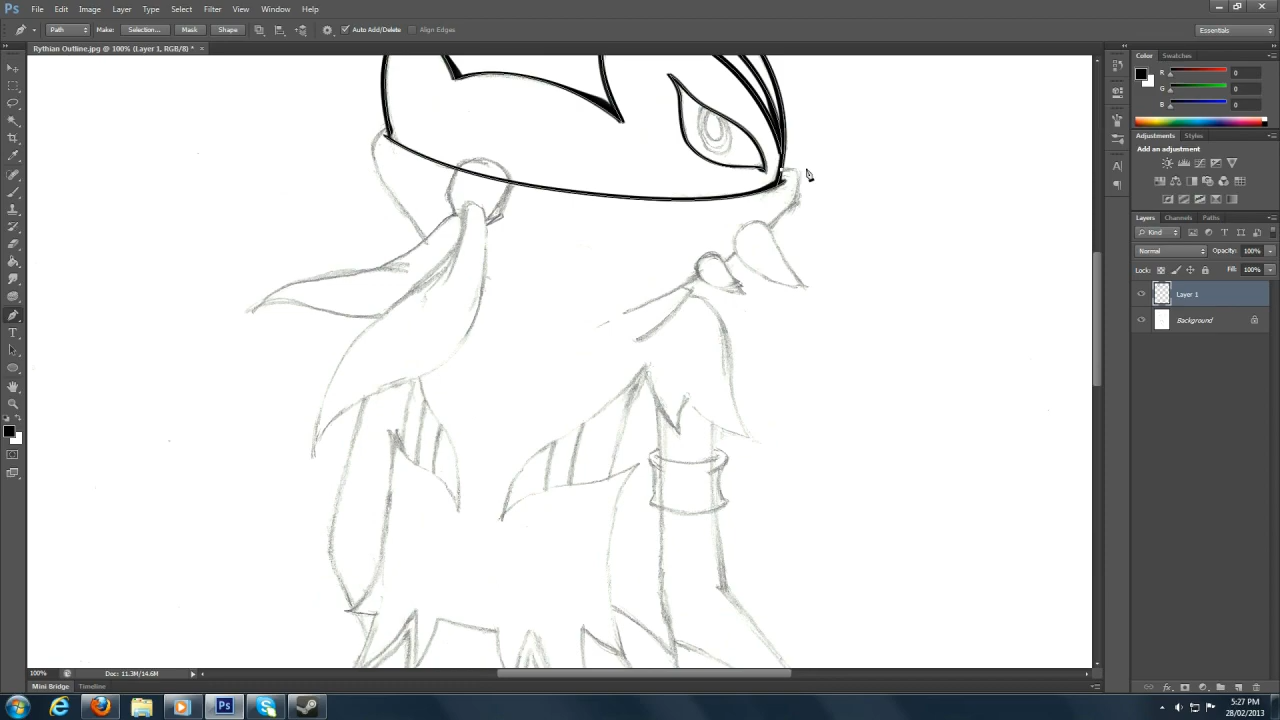 Ps File Edit Image Layer Type Select Filter View Window Help
Path Make: Selection... Mask Shape Auto Add/Delete Align Edges Essentials
Rythian Outline.jpg @ 100% (Layer 1, RGB/8) * ×
Color Swatches
R 0
G 0
B 0
Adjustments Styles
Add an adjustment
Layers Channels Paths
Kind
Normal Opacity: 100%
Lock: Fill: 100%
Layer 1
Background
100% Doc: 11.3M/14.6M
Mini Bridge Timeline
Ps
5:27 PM
28/02/2013